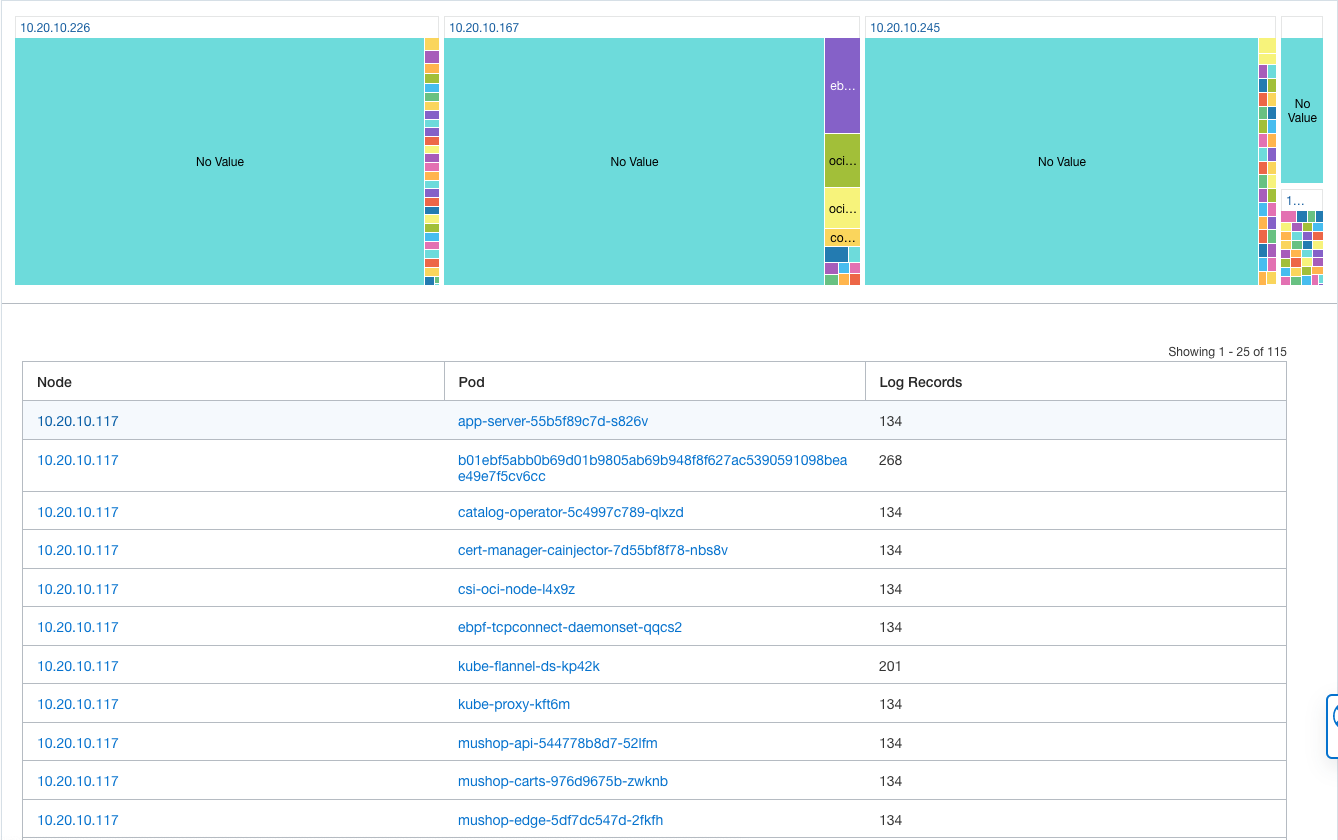 10.20.10.226
10.20.10.167
10.20.10.245
No Value
No Value
No Value
No
Value
eb...
oci...
oci...
co...
1...
Showing 1 - 25 of 115
Node Pod Log Records
10.20.10.117 app-server-55b5f89c7d-s826v 134
10.20.10.117 b01ebf5abb0b69d01b9805ab69b948f8f627ac5390591098bea 268
e49e7f5cv6cc
10.20.10.117 catalog-operator-5c4997c789-qlxzd 134
10.20.10.117 cert-manager-cainjector-7d55bf8f78-nbs8v 134
10.20.10.117 csi-oci-node-l4x9z 134
10.20.10.117 ebpf-tcpconnect-daemonset-qqcs2 134
10.20.10.117 kube-flannel-ds-kp42k 201
10.20.10.117 kube-proxy-kft6m 134
10.20.10.117 mushop-api-544778b8d7-52lfm 134
10.20.10.117 mushop-carts-976d9675b-zwknb 134
10.20.10.117 mushop-edge-5df7dc547d-2fkfh 134